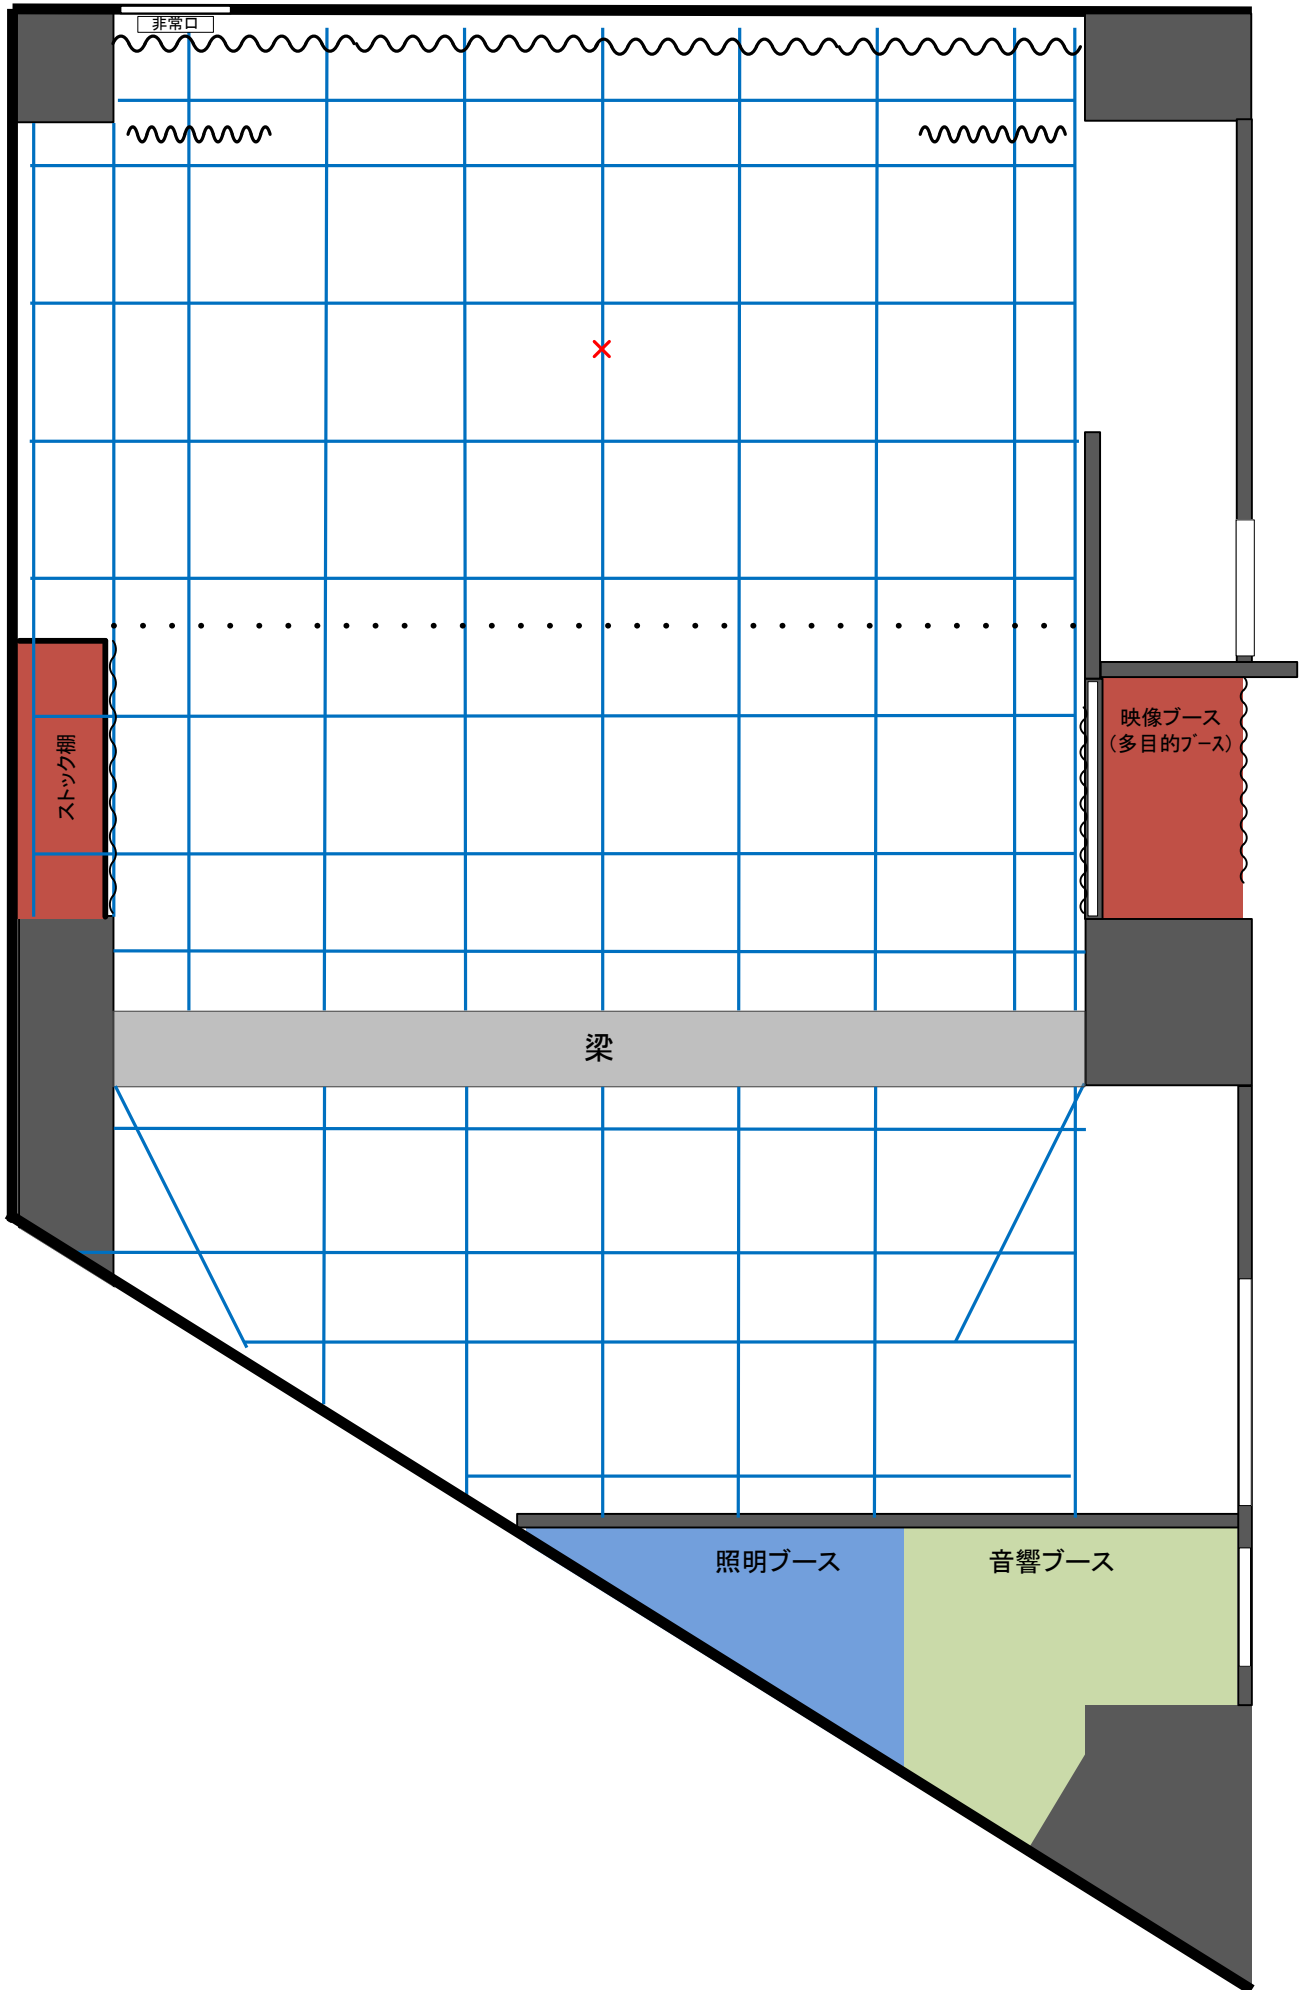 非常口
映像ブース
（多目的ﾌﾞｰｽ）
ストック棚
梁
照明ブース
音響ブース